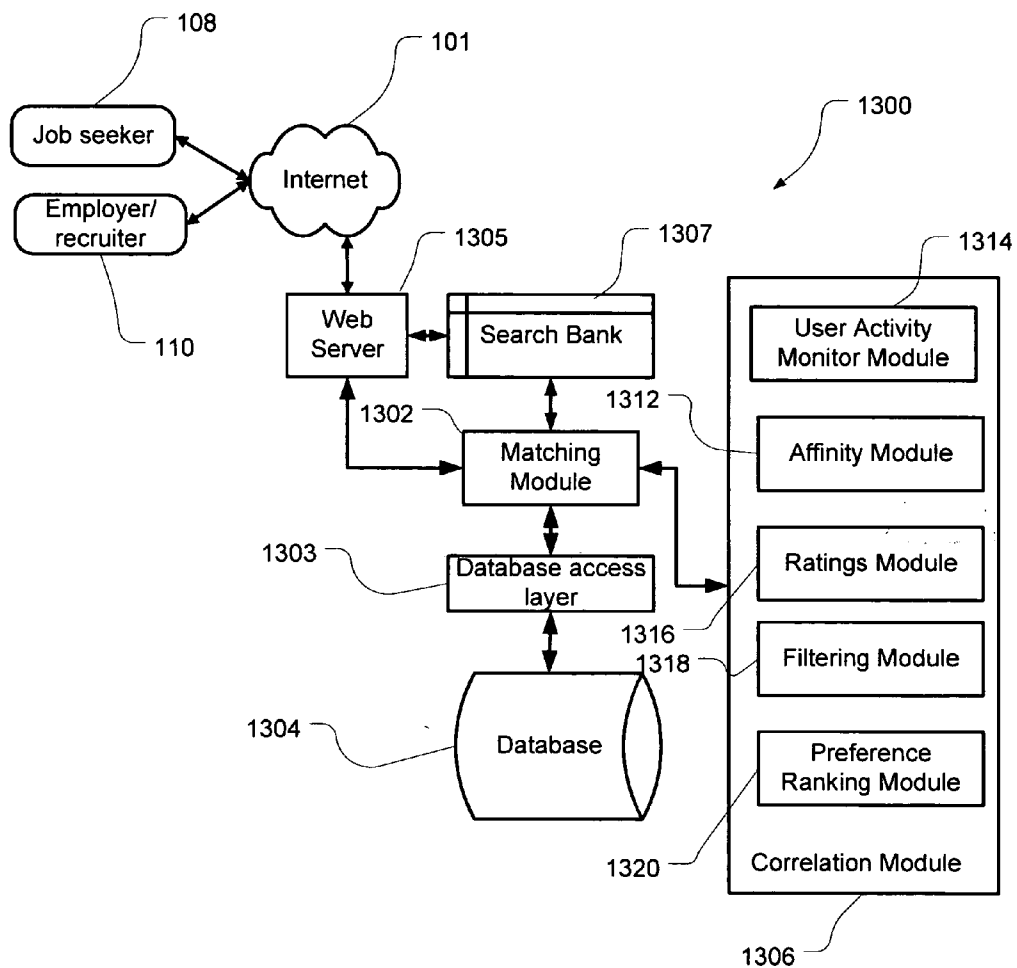 108
101
1300
Job seeker
Internet
Employer/
recruiter
110
1305
1307
1314
Web
Server
Search Bank
User Activity
Monitor Module
1302
1312
Matching
Module
Affinity Module
1303
Database access
layer
Ratings Module
1316
1318
Filtering Module
1304
Database
Preference
Ranking Module
1320
Correlation Module
1306